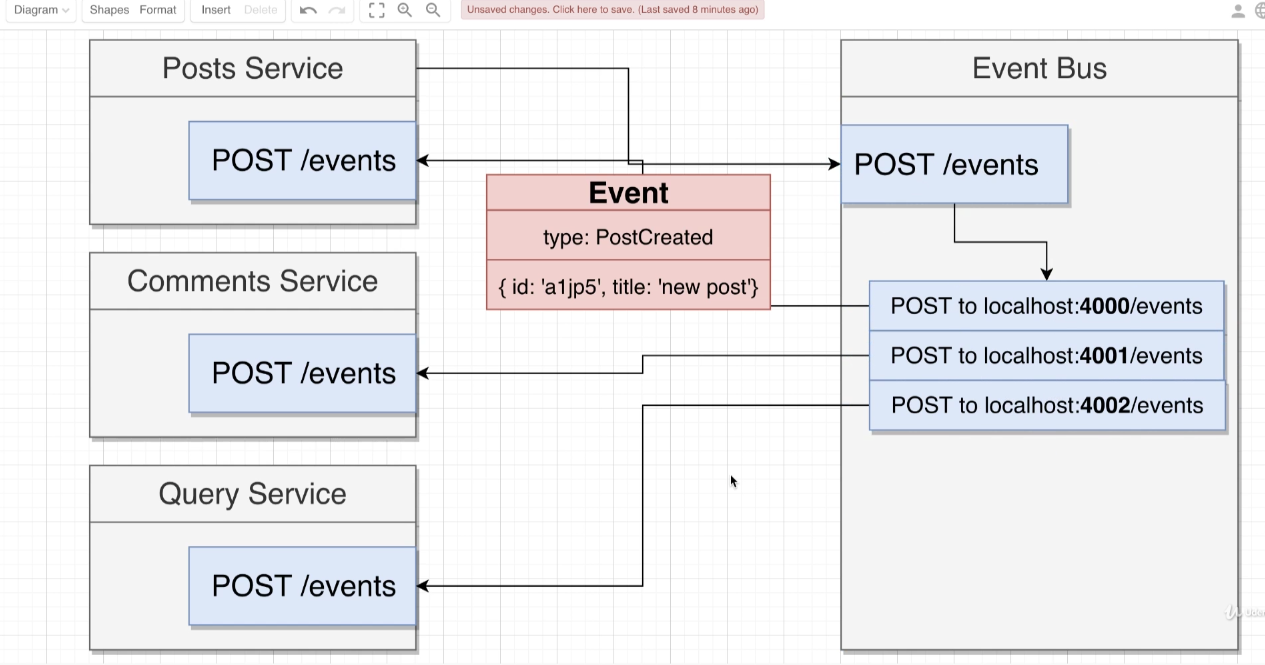 Diagram
Shapes
Format
Insert
Delete
Unsaved changes. Click here to save. (Last saved 8 minutes ago)
Posts Service
POST /events
Comments Service
POST /events
Query Service
POST /events
Event
type: PostCreated
{ id: 'a1jp5', title: 'new post'}
Event Bus
POST /events
POST to localhost:4000/events
POST to localhost:4001/events
POST to localhost:4002/events